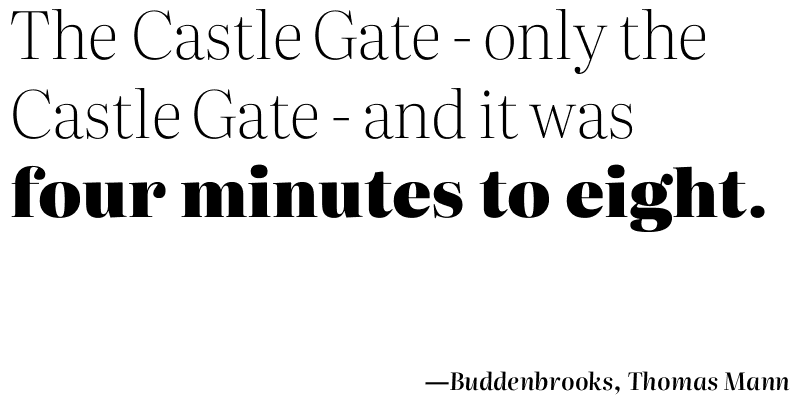 The Castle Gate - only the
Castle Gate - and it was
four minutes to eight.
—Buddenbrooks, Thomas Mann